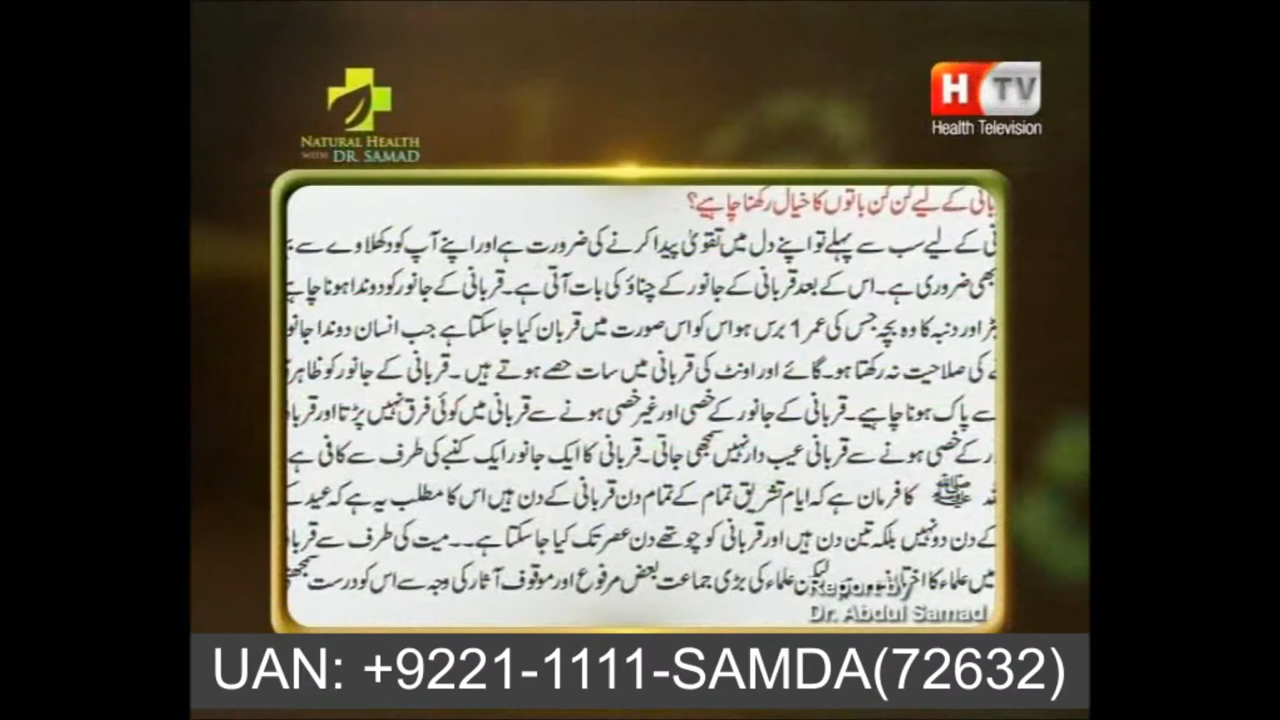 NATURAL HEALTH
WITH DR. SAMAD
H TV
Health Television
بانی کے لیے کن کن باتوں کا خیال رکھنا چاہیے؟
نی کے لیے سب سے پہلے تو اپنے دل میں تقویٰ پیدا کرنے کی ضرورت ہے اور اپنے آپ کو دکھلاوے سے
بھی ضروری ہے۔ اس کے بعد قربانی کے جانور کے چناؤ کی بات آتی ہے۔ قربانی کے جانور کو دوندا ہونا چاہیے
اور دنبہ کا وہ بچہ جس کی عمر 1 برس ہو اس کو اس صورت میں قربان کیا جا سکتا ہے جب انسان دوندا جانو
کی صلاحیت نہ رکھتا ہو۔ گائے اور اونٹ کی قربانی میں سات حصے ہوتے ہیں۔ قربانی کے جانور کو ظاہر
سے پاک ہونا چاہیے۔ قربانی کے جانور کے خصی اور غیر خصی ہونے سے قربانی میں کوئی فرق نہیں پڑتا اور قربا
ر کے خصی ہونے سے قربانی عیب دار نہیں سمجھی جاتی۔ قربانی کا ایک جانور ایک کنبے کی طرف سے کافی ہے
ﷺ کا فرمان ہے کہ ایام تشریق تمام کے تمام دن قربانی کے دن ہیں اس کا مطلب یہ ہے کہ عید کے
کے دن دو نہیں بلکہ تین دن ہیں اور قربانی کو چوتھے دن عصر تک کیا جا سکتا ہے۔۔ میت کی طرف سے قربا
میں علماء کا لیکن علماء کی بڑی جماعت بعض مرفوع اور موقوف آثار کی وجہ سے اس کو درست سمجھ
Report by
Dr. Abdul Samad
UAN: +9221-1111-SAMDA(72632)